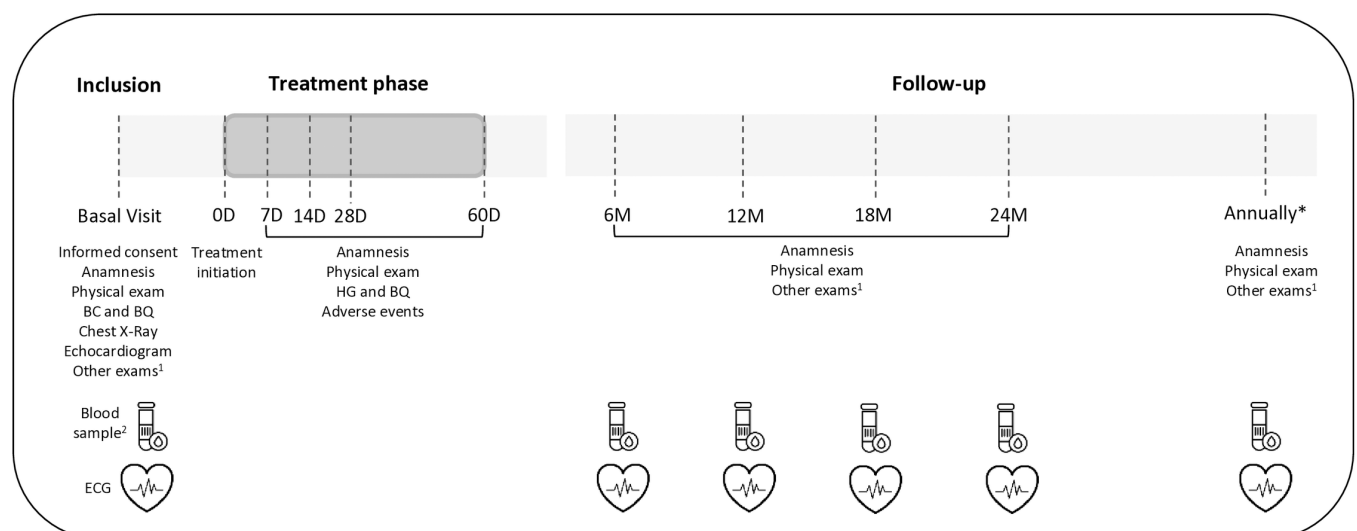 Inclusion
Treatment phase
Follow-up
Basal Visit
0D
7D
14D
28D
60D
6M
12M
18M
24M
Annually*
Informed consent
Anamnesis
Physical exam
BC and BQ
Chest X-Ray
Echocardiogram
Other exams¹
Treatment
initiation
Anamnesis
Physical exam
HG and BQ
Adverse events
Anamnesis
Physical exam
Other exams¹
Anamnesis
Physical exam
Other exams¹
Blood
sample²
ECG